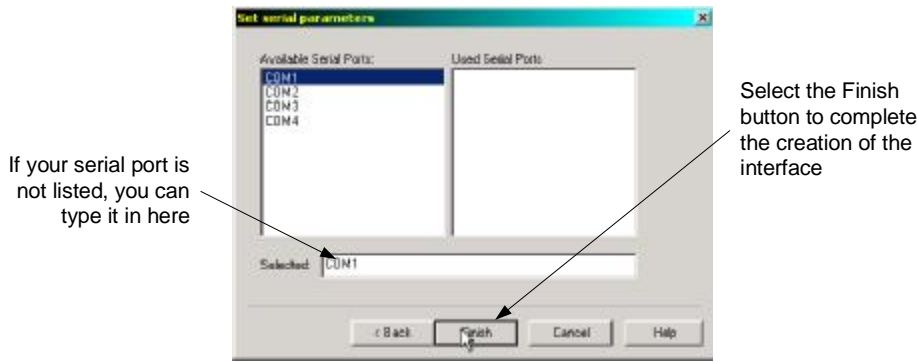 Set serial parameters
Available Serial Ports:
Used Serial Ports
COM1
COM2
COM3
COM4
If your serial port is
not listed, you can
type it in here
Select the Finish
button to complete
the creation of the
interface
Selected:
COM1
< Back
Finish
Cancel
Help